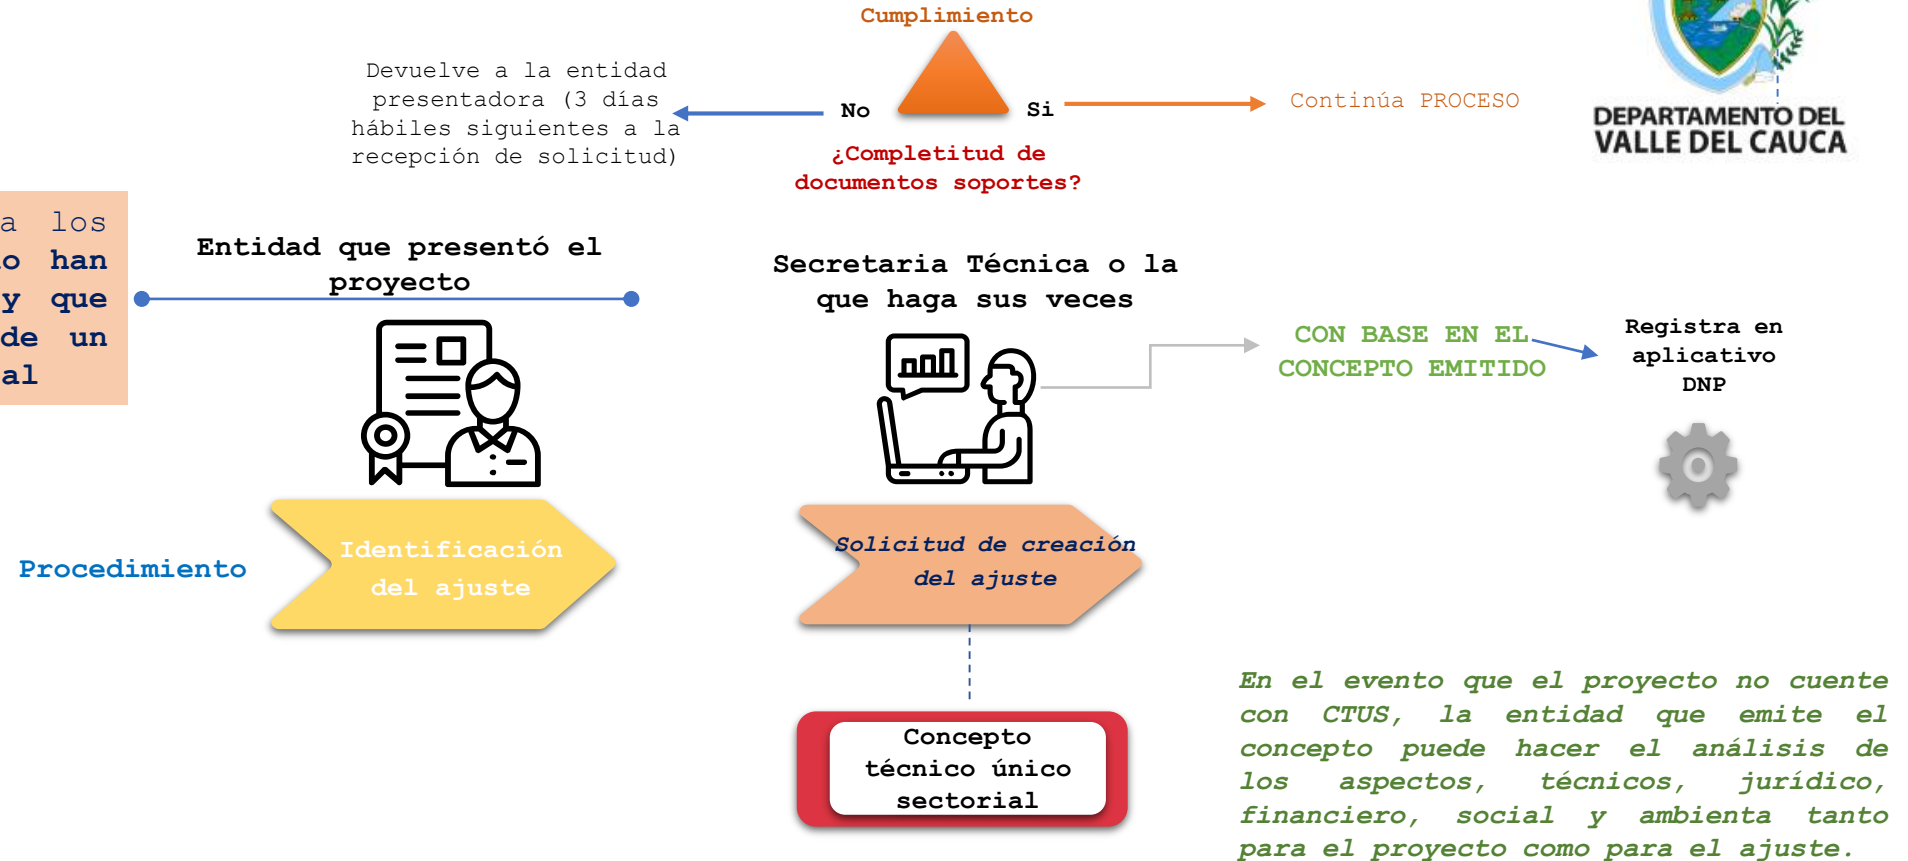 Cumplimiento
Devuelve a la entidad
presentadora (3 días
hábiles siguientes a la
recepción de solicitud)
No
Si
Continúa PROCESO
¿Completitud de
documentos soportes?
DEPARTAMENTO DEL
VALLE DEL CAUCA
a los
o han
y que
de un
al
Entidad que presentó el
proyecto
Secretaria Técnica o la
que haga sus veces
CON BASE EN EL
CONCEPTO EMITIDO
Registra en
aplicativo
DNP
Procedimiento
Identificación
del ajuste
Solicitud de creación
del ajuste
Concepto
técnico único
sectorial
En el evento que el proyecto no cuente
con CTUS, la entidad que emite el
concepto puede hacer el análisis de
los aspectos, técnicos, jurídico,
financiero, social y ambienta tanto
para el proyecto como para el ajuste.